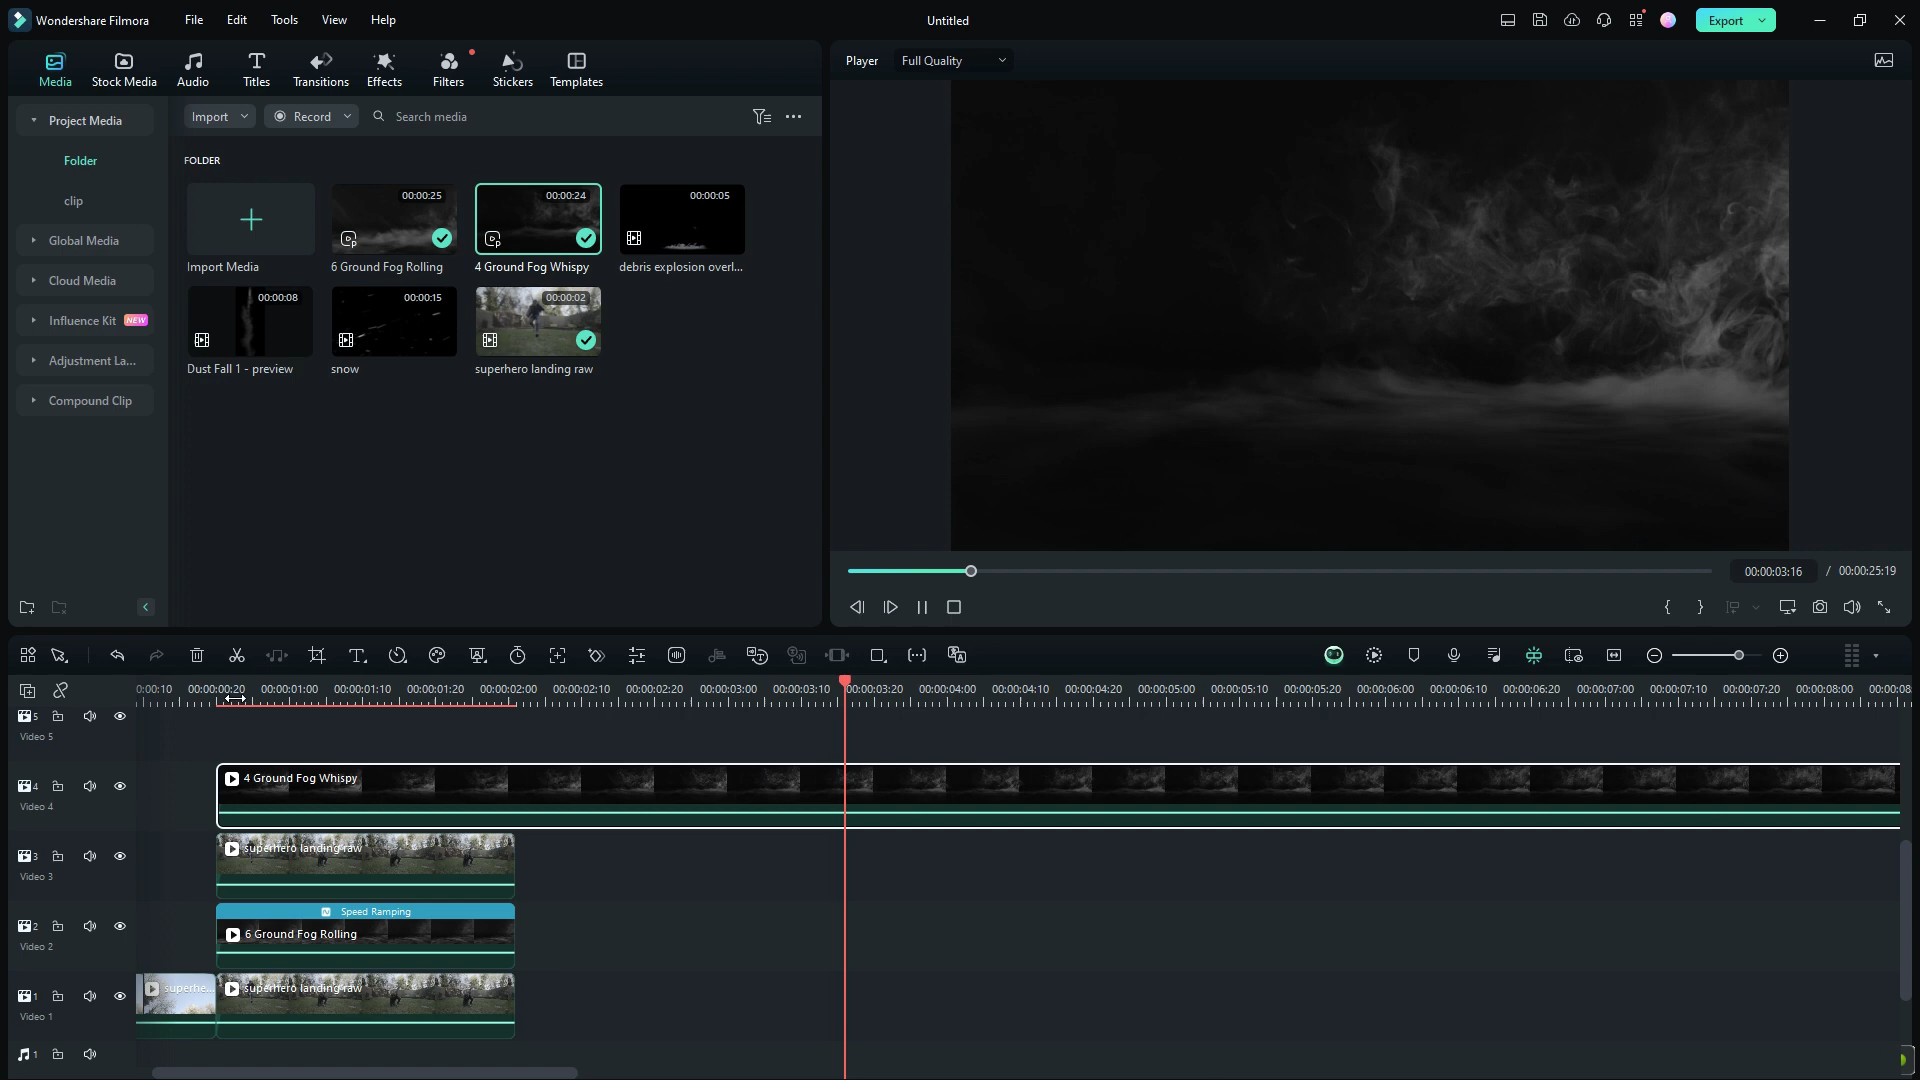 Wondershare Filmora
File
Edit
Tools
View
Help
Untitled
Export
Media
Stock Media
Audio
Titles
Transitions
Effects
Filters
Stickers
Templates
Player
Full Quality
Project Media
Folder
clip
Global Media
Cloud Media
Influence Kit NEW
Adjustment La...
Compound Clip
Import
Record
Search media
FOLDER
Import Media
00:00:25
6 Ground Fog Rolling
00:00:24
4 Ground Fog Whispy
00:00:05
debris explosion overl...
00:00:08
Dust Fall 1 - preview
00:00:15
snow
00:00:02
superhero landing raw
00:00:03:16 / 00:00:25:19
0:00:10 00:00:00:20 00:00:01:00 00:00:01:10 00:00:01:20 00:00:02:00 00:00:02:10 00:00:02:20 00:00:03:00 00:00:03:10 00:00:03:20 00:00:04:00 00:00:04:10 00:00:04:20 00:00:05:00 00:00:05:10 00:00:05:20 00:00:06:00 00:00:06:10 00:00:06:20 00:00:07:00 00:00:07:10 00:00:07:20 00:00:08:00 00:00:08
5
Video 5
4
Video 4
4 Ground Fog Whispy
3
Video 3
superhero landing raw
2
Video 2
Speed Ramping
6 Ground Fog Rolling
1
Video 1
superhe...
superhero landing raw
1